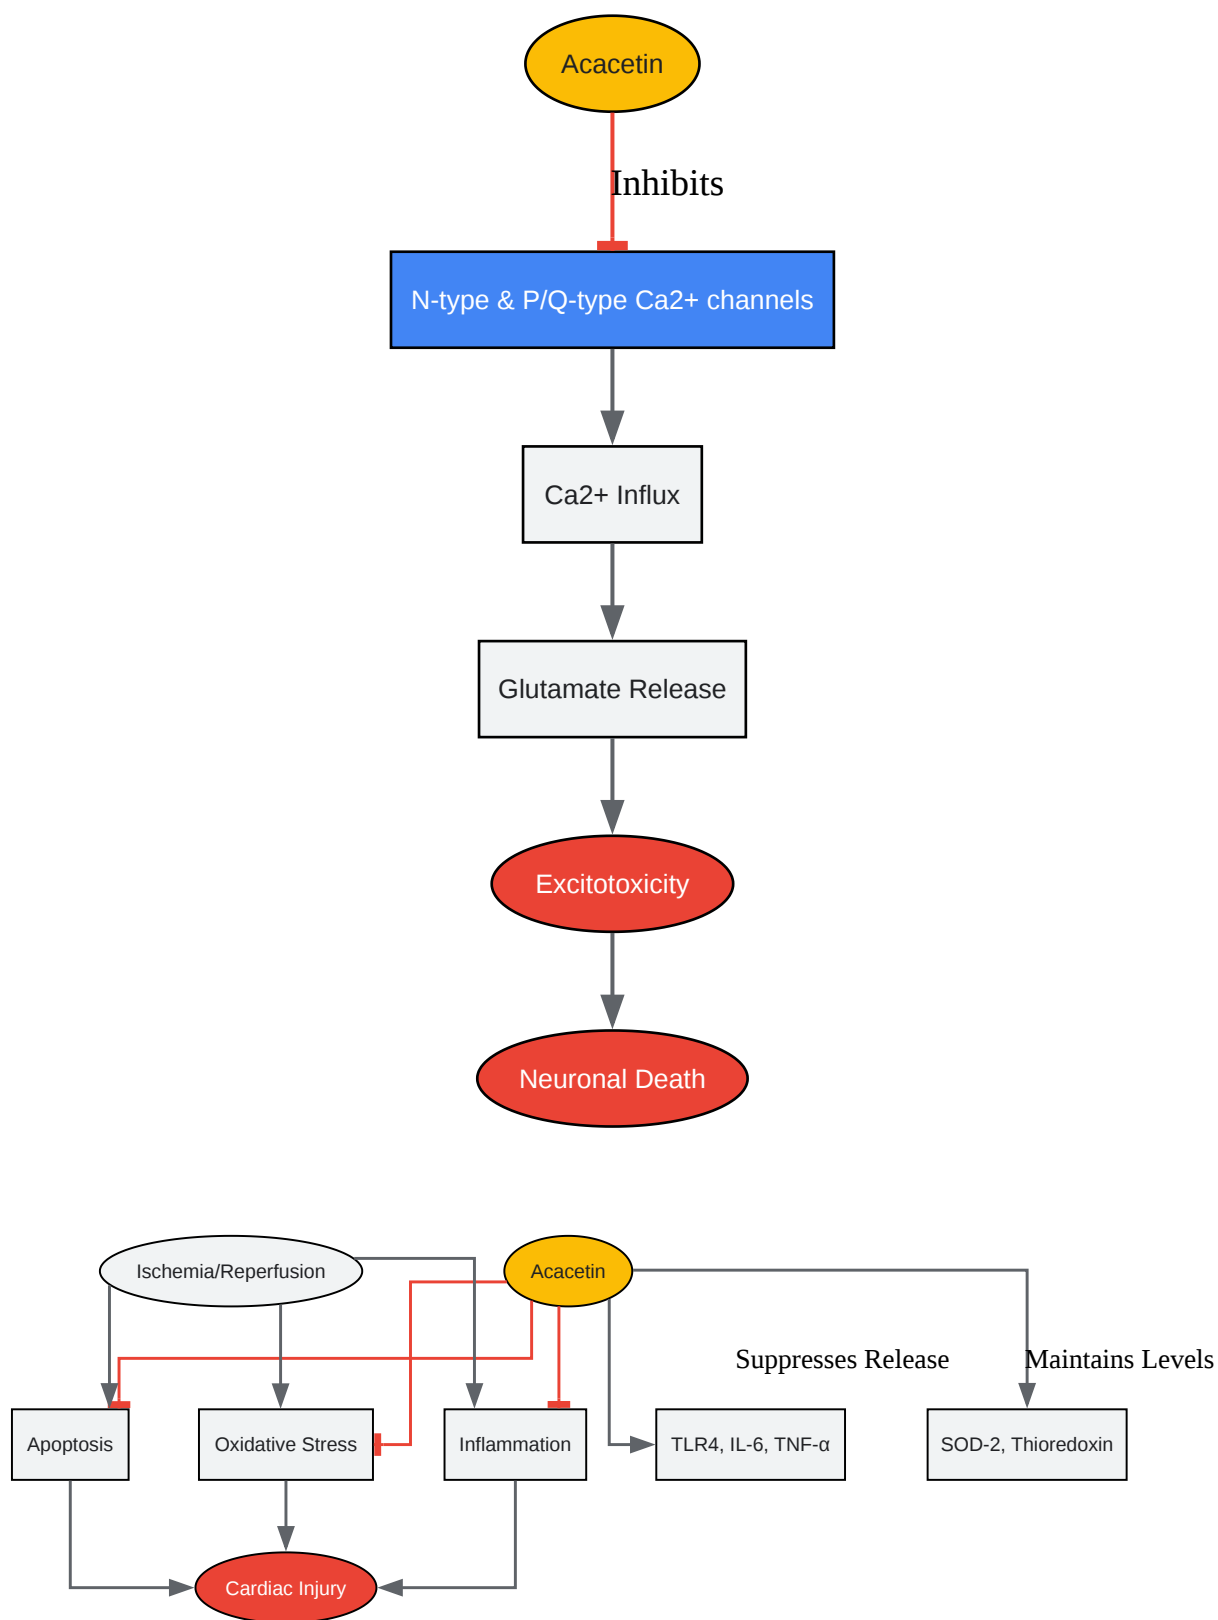 Acacetin
Inhibits
N-type & P/Q-type Ca2+ channels
Ca2+ Influx
Glutamate Release
Excitotoxicity
Neuronal Death
Ischemia/Reperfusion
Acacetin
Suppresses Release
Maintains Levels
Apoptosis
Oxidative Stress
Inflammation
TLR4, IL-6, TNF-α
SOD-2, Thioredoxin
Cardiac Injury